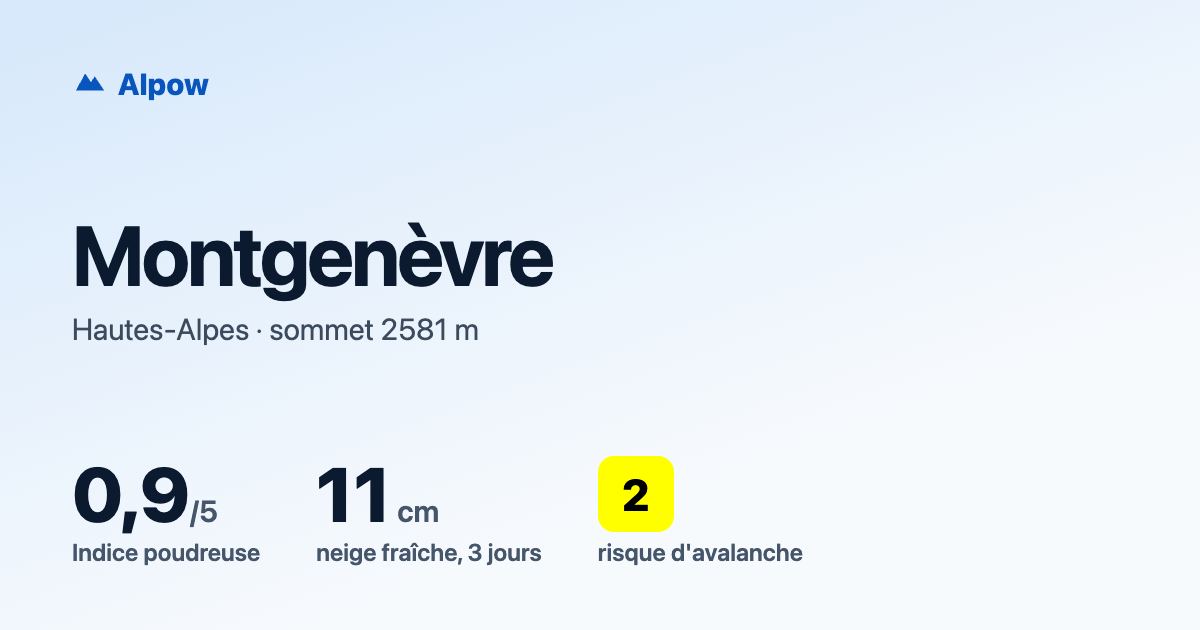 Alpow
Montgenèvre
Hautes-Alpes · sommet 2581 m
0,9/5
Indice poudreuse
11 cm
neige fraîche, 3 jours
2
risque d'avalanche